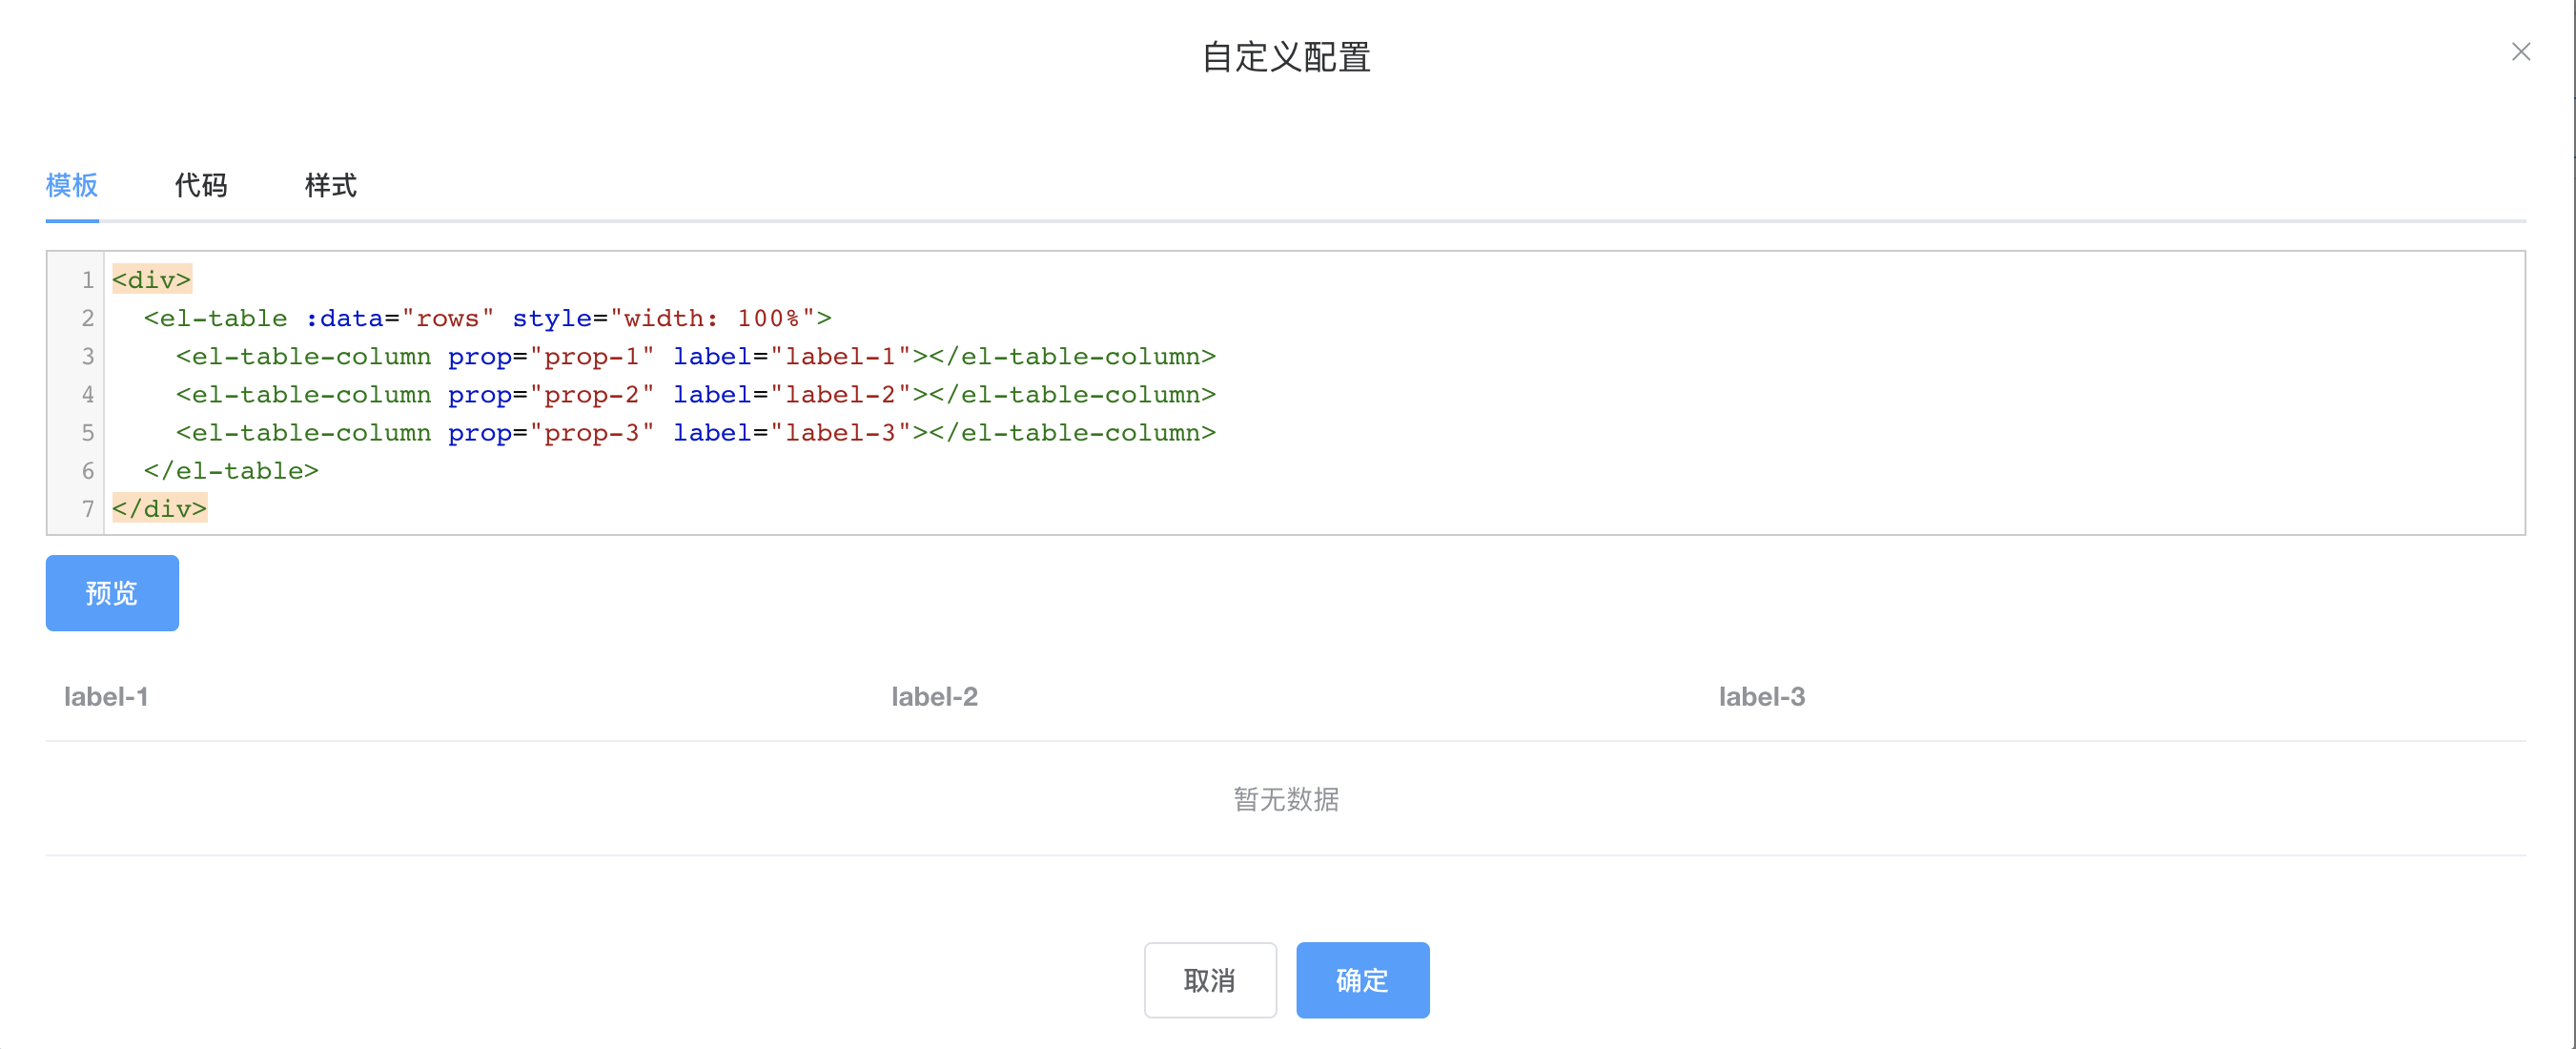 自定义配置
模板 代码 样式
1 <div>
2   <el-table :data="rows" style="width: 100%">
3     <el-table-column prop="prop-1" label="label-1"></el-table-column>
4     <el-table-column prop="prop-2" label="label-2"></el-table-column>
5     <el-table-column prop="prop-3" label="label-3"></el-table-column>
6   </el-table>
7 </div>
预览
label-1 label-2 label-3
暂无数据
取消 确定